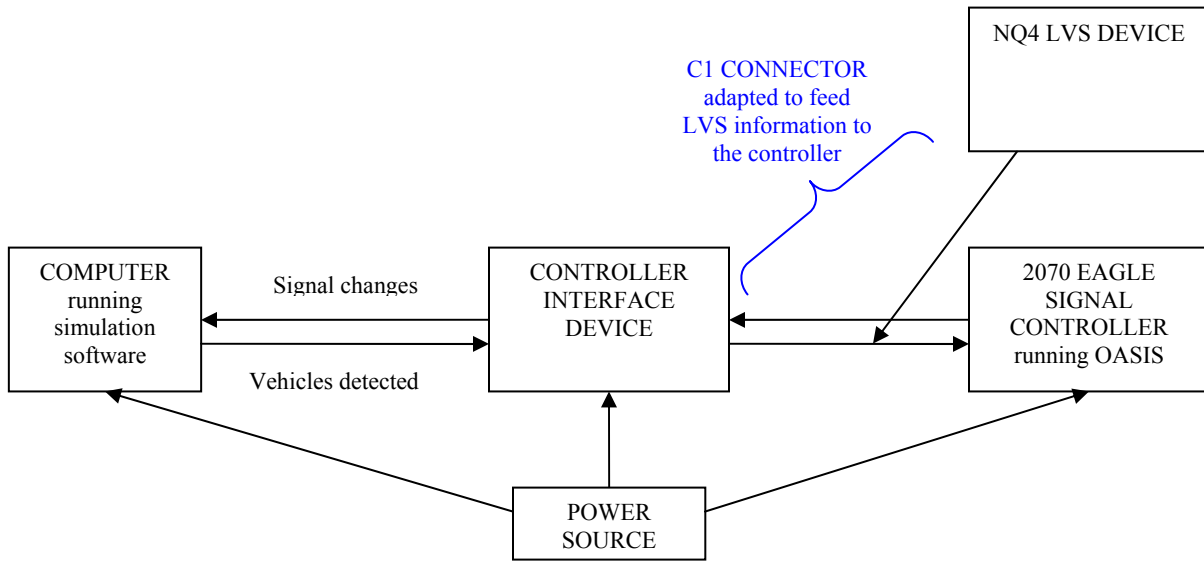 NQ4 LVS DEVICE
C1 CONNECTOR
adapted to feed
LVS information to
the controller
COMPUTER
running
simulation
software
Signal changes
Vehicles detected
CONTROLLER
INTERFACE
DEVICE
2070 EAGLE
SIGNAL
CONTROLLER
running OASIS
POWER
SOURCE